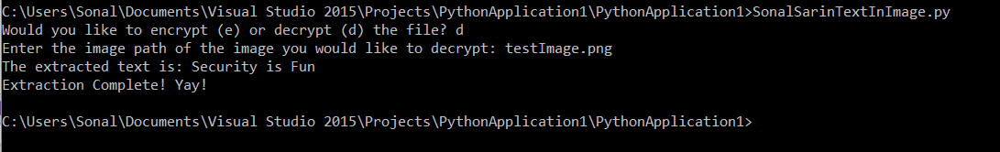 C:\Users\Sonal\Documents\Visual Studio 2015\Projects\PythonApplication1\PythonApplication1>SonalSarinTextInImage.py
Would you like to encrypt (e) or decrypt (d) the file? d
Enter the image path of the image you would like to decrypt: testImage.png
The extracted text is: Security is Fun
Extraction Complete! Yay!
C:\Users\Sonal\Documents\Visual Studio 2015\Projects\PythonApplication1\PythonApplication1>